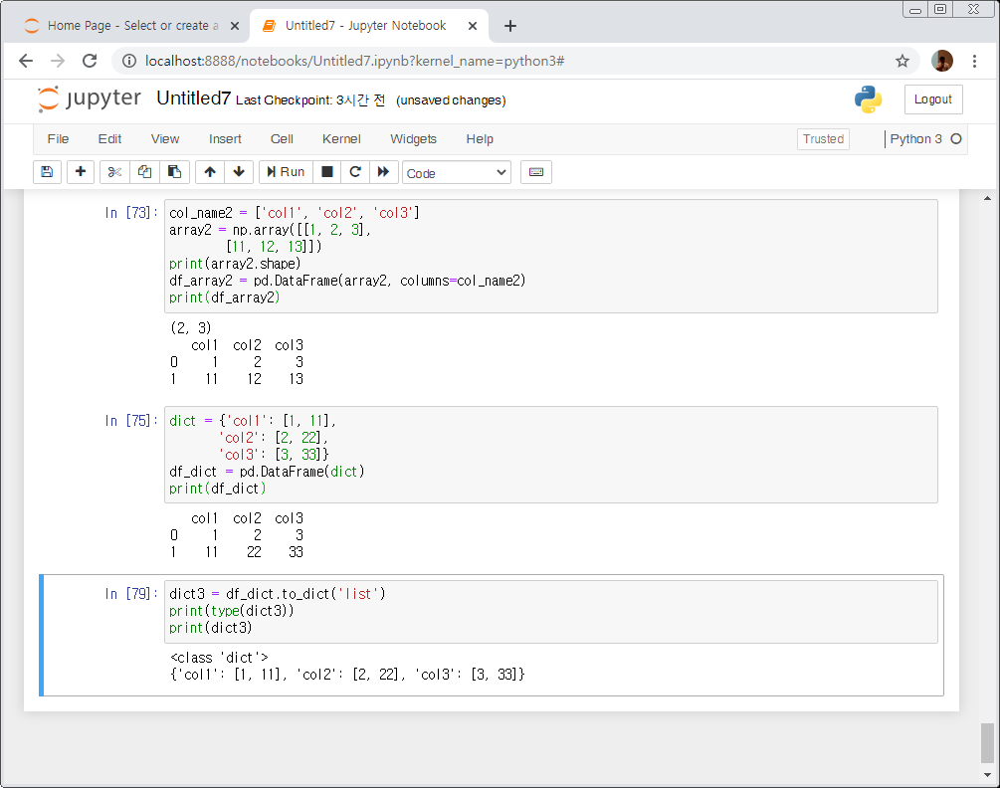 Home Page - Select or create a
Untitled7 - Jupyter Notebook
localhost:8888/notebooks/Untitled7.ipynb?kernel_name=python3#
jupyter Untitled7 Last Checkpoint: 3시간 전 (unsaved changes)
Logout
File Edit View Insert Cell Kernel Widgets Help
Trusted
Python 3
Run
Code
In [73]: col_name2 = ['col1', 'col2', 'col3']
array2 = np.array([[1, 2, 3],
[11, 12, 13]])
print(array2.shape)
df_array2 = pd.DataFrame(array2, columns=col_name2)
print(df_array2)
(2, 3)
col1 col2 col3
0 1 2 3
1 11 12 13
In [75]: dict = {'col1': [1, 11],
'col2': [2, 22],
'col3': [3, 33]}
df_dict = pd.DataFrame(dict)
print(df_dict)
col1 col2 col3
0 1 2 3
1 11 22 33
In [79]: dict3 = df_dict.to_dict('list')
print(type(dict3))
print(dict3)
<class 'dict'>
{'col1': [1, 11], 'col2': [2, 22], 'col3': [3, 33]}